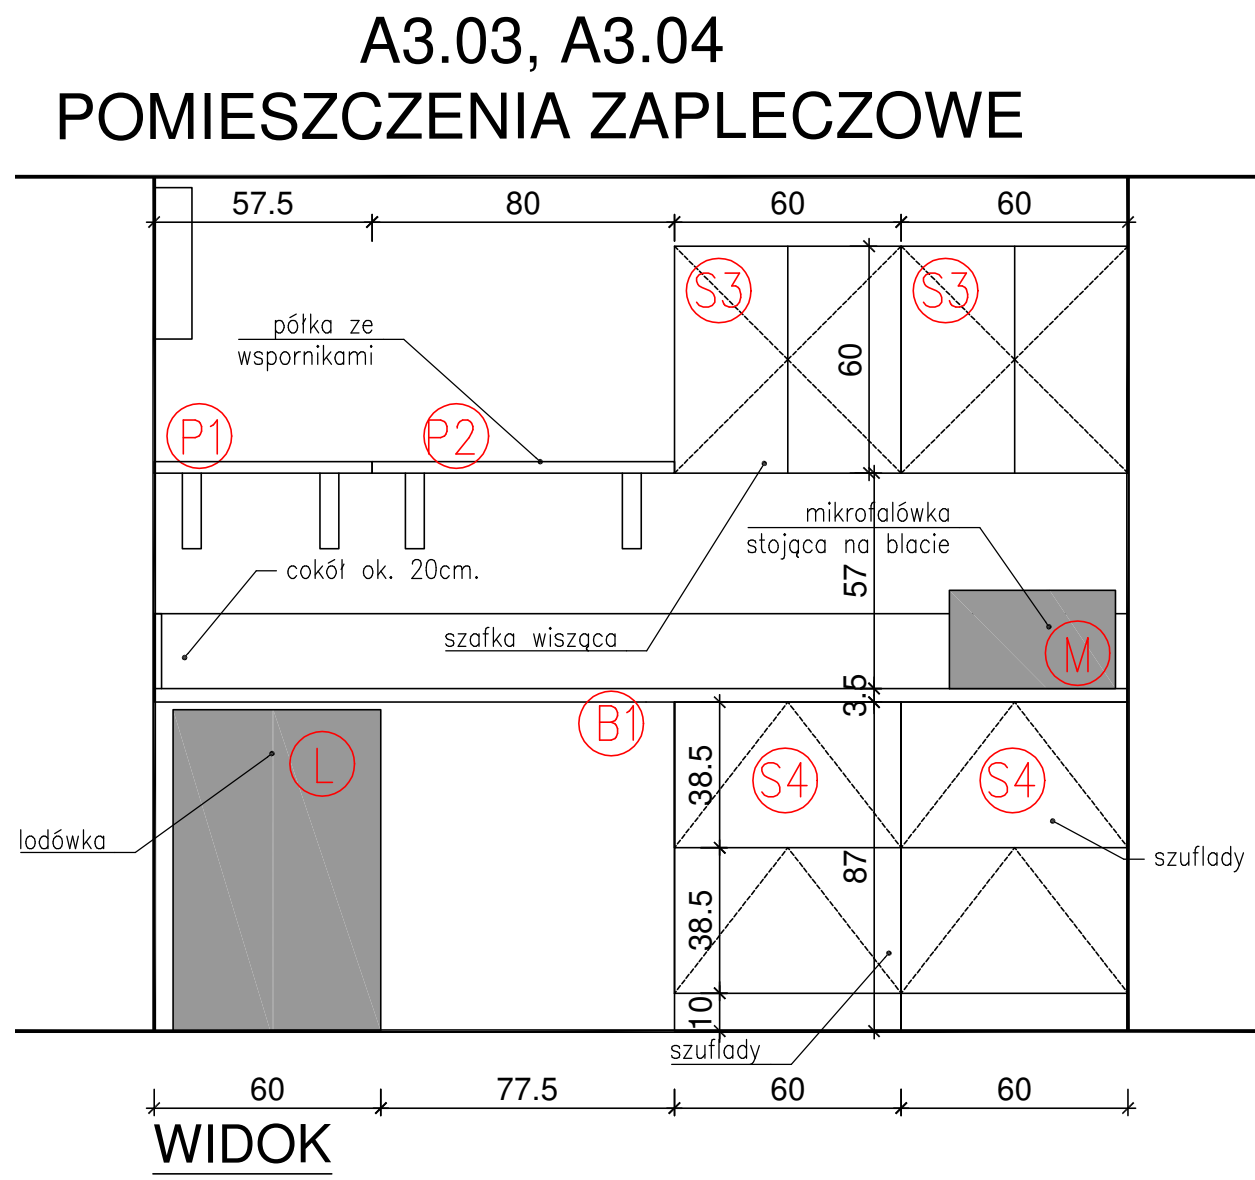 A3.03, A3.04
POMIESZCZENIA ZAPLECZOWE
57.5 80 60 60
S3 S3
półka ze
wspornikami
60
P1 P2
mikrofalówka
stojąca na blacie
cokół ok. 20cm.
57
szafka wisząca
M
3.5
B1
L
38.5
S4 S4
lodówka
szuflady
87
38.5
10
szuflady
60 77.5 60 60
WIDOK